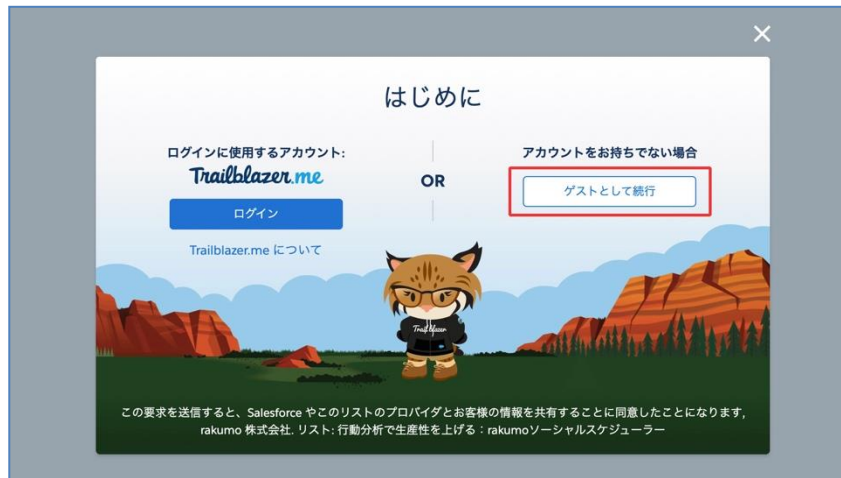 はじめに
ログインに使用するアカウント:
Trailblazer.me
ログイン
Trailblazer.me について
OR
アカウントをお持ちでない場合
ゲストとして続行
Trailblazer
この要求を送信すると、Salesforce やこのリストのプロバイダとお客様の情報を共有することに同意したことになります,
rakumo 株式会社. リスト: 行動分析で生産性を上げる：rakumoソーシャルスケジューラー